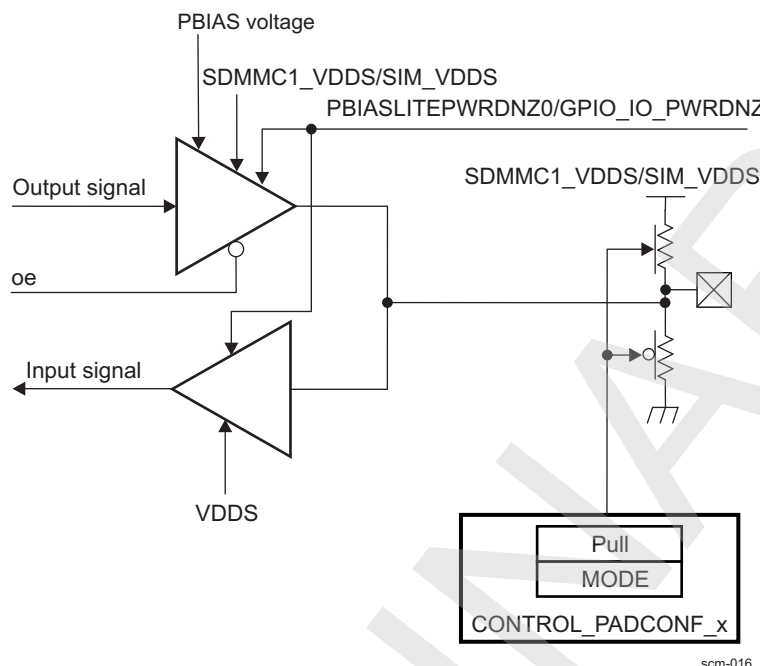 PBIAS voltage
SDMMC1_VDDS/SIM_VDDS
PBIASLITEPWRDNZ0/GPIO_IO_PWRDNZ
Output signal
SDMMC1_VDDS/SIM_VDDS
oe
Input signal
VDDS
Pull
MODE
CONTROL_PADCONF_x
scm-016